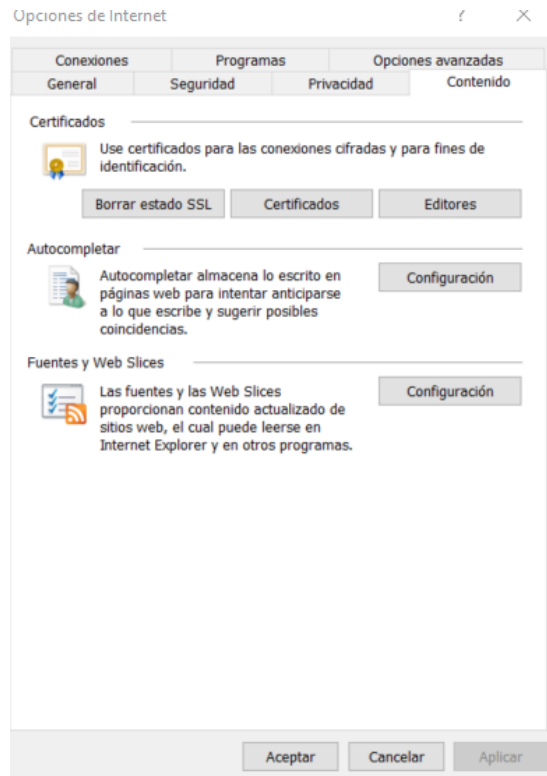 Opciones de Internet ? ×
Conexiones Programas Opciones avanzadas
General Seguridad Privacidad Contenido
Certificados
Use certificados para las conexiones cifradas y para fines de
identificación.
Borrar estado SSL Certificados Editores
Autocompletar
Autocompletar almacena lo escrito en
páginas web para intentar anticiparse
a lo que escribe y sugerir posibles
coincidencias.
Configuración
Fuentes y Web Slices
Las fuentes y las Web Slices
proporcionan contenido actualizado de
sitios web, el cual puede leerse en
Internet Explorer y en otros programas.
Configuración
Aceptar Cancelar Aplicar